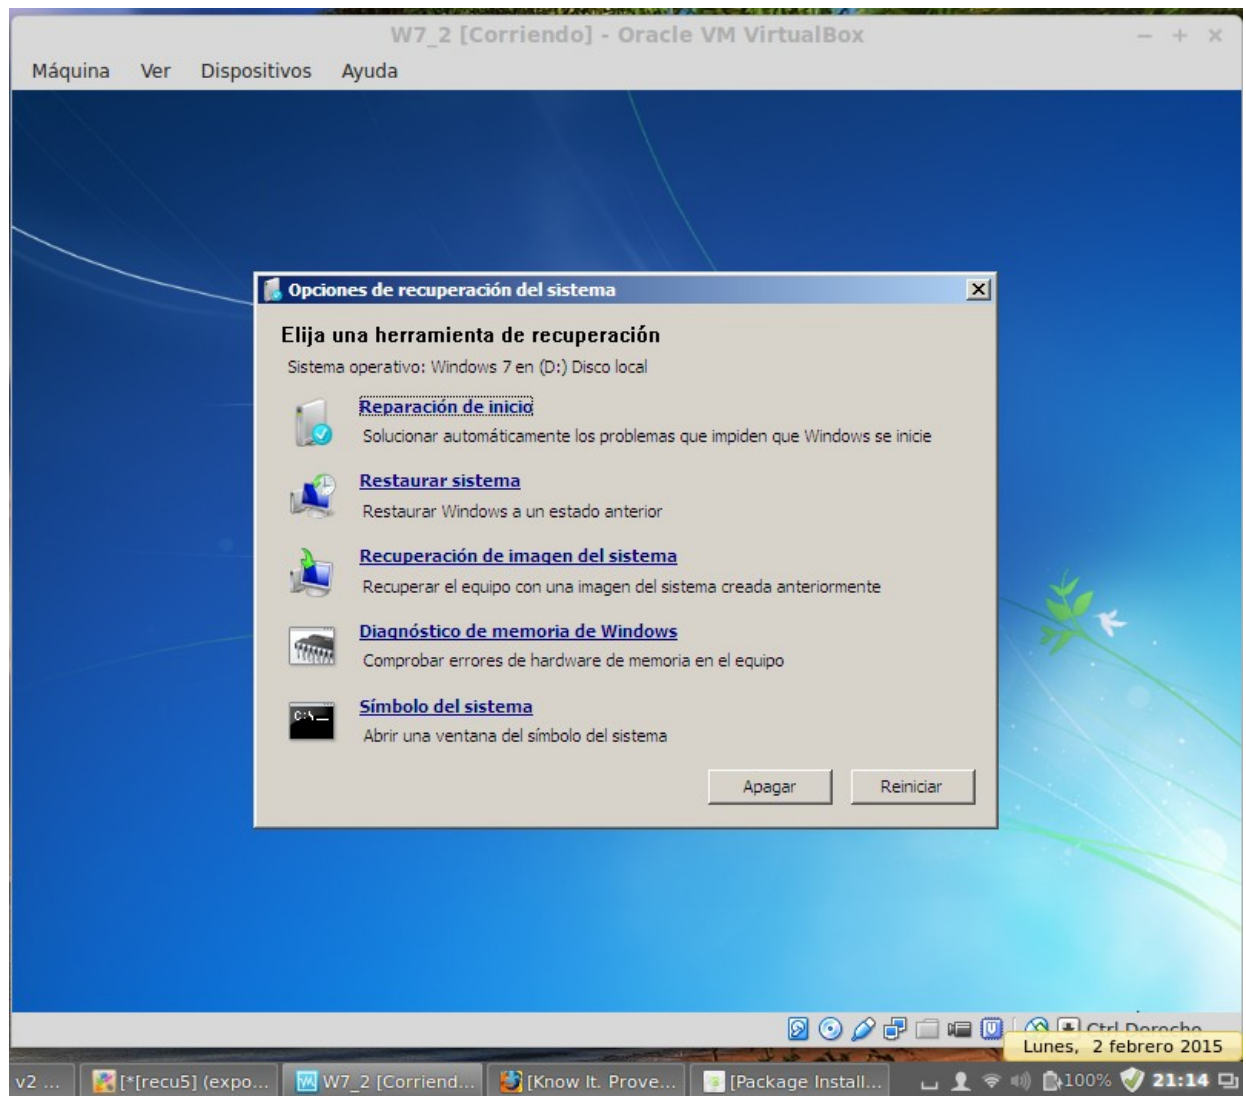 W7_2 [Corriendo] - Oracle VM VirtualBox
Máquina Ver Dispositivos Ayuda
Opciones de recuperación del sistema
Elija una herramienta de recuperación
Sistema operativo: Windows 7 en (D:) Disco local
Reparación de inicio
Solucionar automáticamente los problemas que impiden que Windows se inicie
Restaurar sistema
Restaurar Windows a un estado anterior
Recuperación de imagen del sistema
Recuperar el equipo con una imagen del sistema creada anteriormente
Diagnóstico de memoria de Windows
Comprobar errores de hardware de memoria en el equipo
C:\_
Símbolo del sistema
Abrir una ventana del símbolo del sistema
Apagar Reiniciar
Ctrl Derecho
Lunes, 2 febrero 2015
v2 ... [*[recu5] (expo... W7_2 [Corriend... [Know It. Prove... [Package Install... 100% 21:14